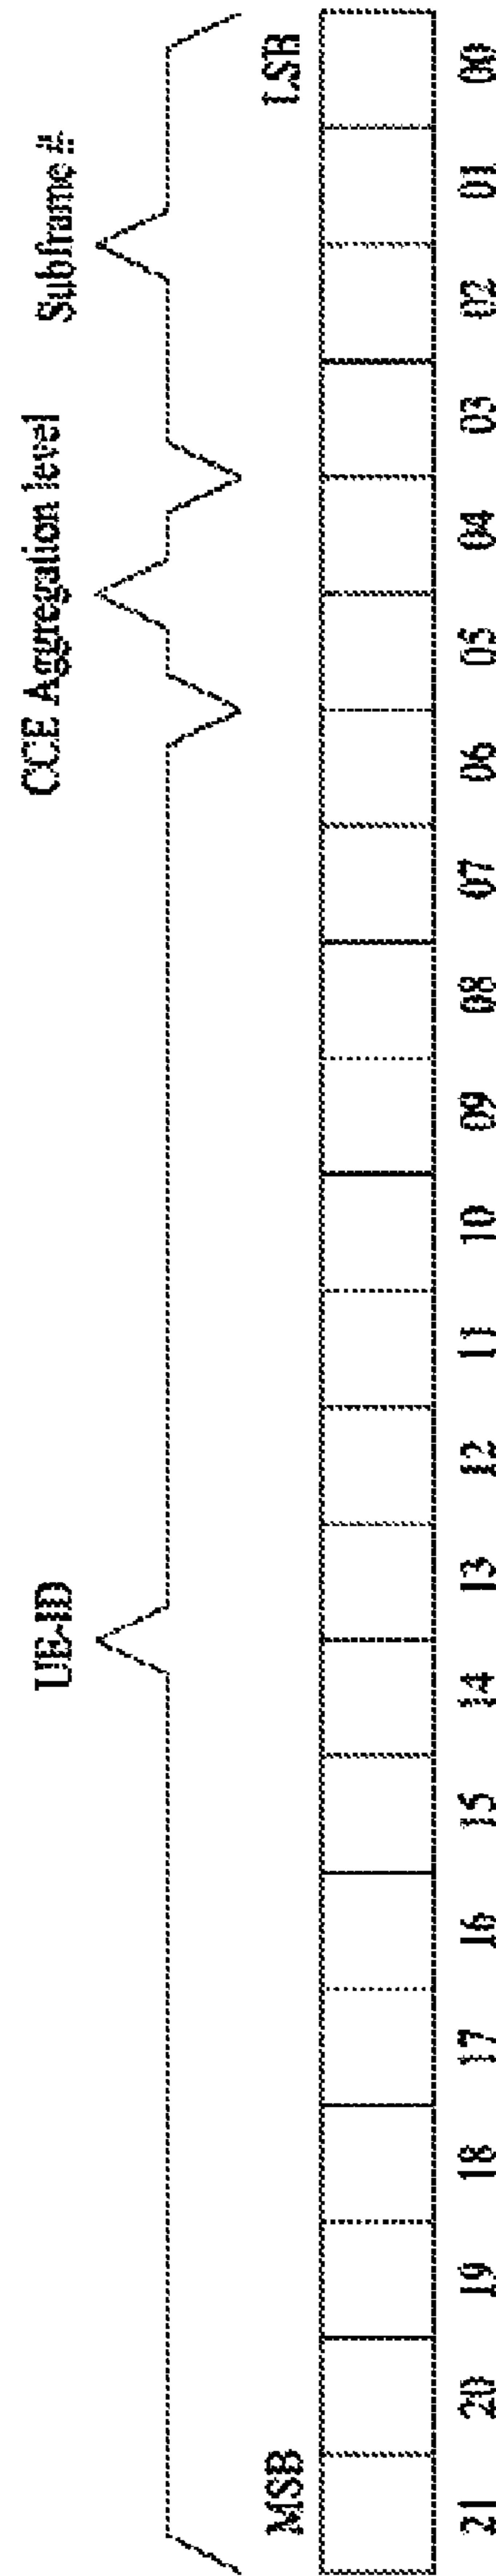 UE-ID
CCE Aggregation level
Subframe #
MSB
LSB
21 20 19 18 17 16 15 14 13 12 11 10 09 08 07 06 05 04 03 02 01 00